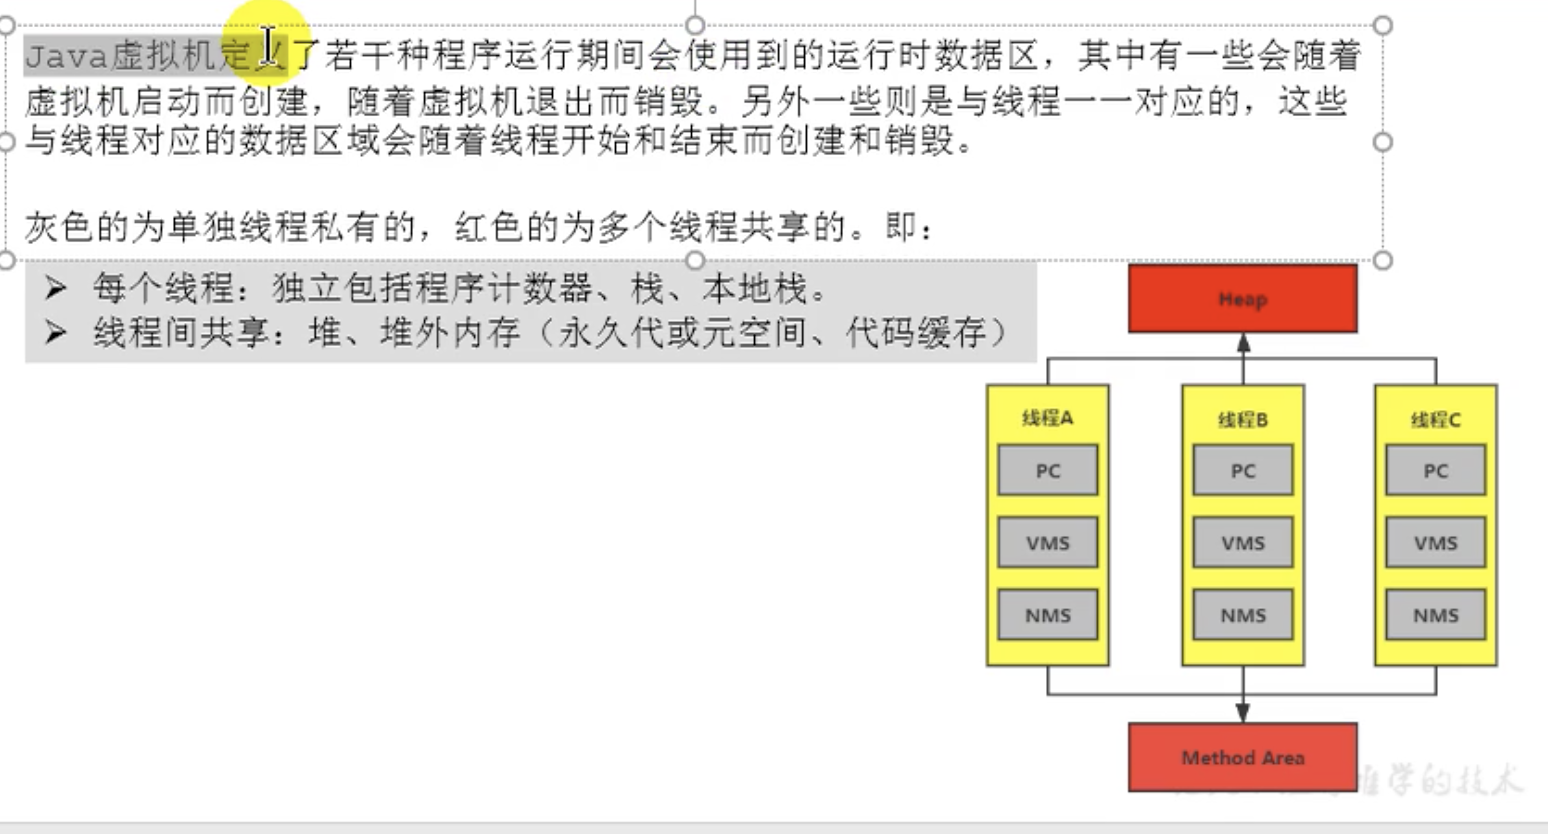 Java虚拟机定义了若干种程序运行期间会使用到的运行时数据区，其中有一些会随着
虚拟机启动而创建，随着虚拟机退出而销毁。另外一些则是与线程一一对应的，这些
与线程对应的数据区域会随着线程开始和结束而创建和销毁。
灰色的为单独线程私有的，红色的为多个线程共享的。即：
➢ 每个线程：独立包括程序计数器、栈、本地栈。
➢ 线程间共享：堆、堆外内存（永久代或元空间、代码缓存）
Heap
线程A
PC
VMS
NMS
线程B
PC
VMS
NMS
线程C
PC
VMS
NMS
Method Area
学的技术